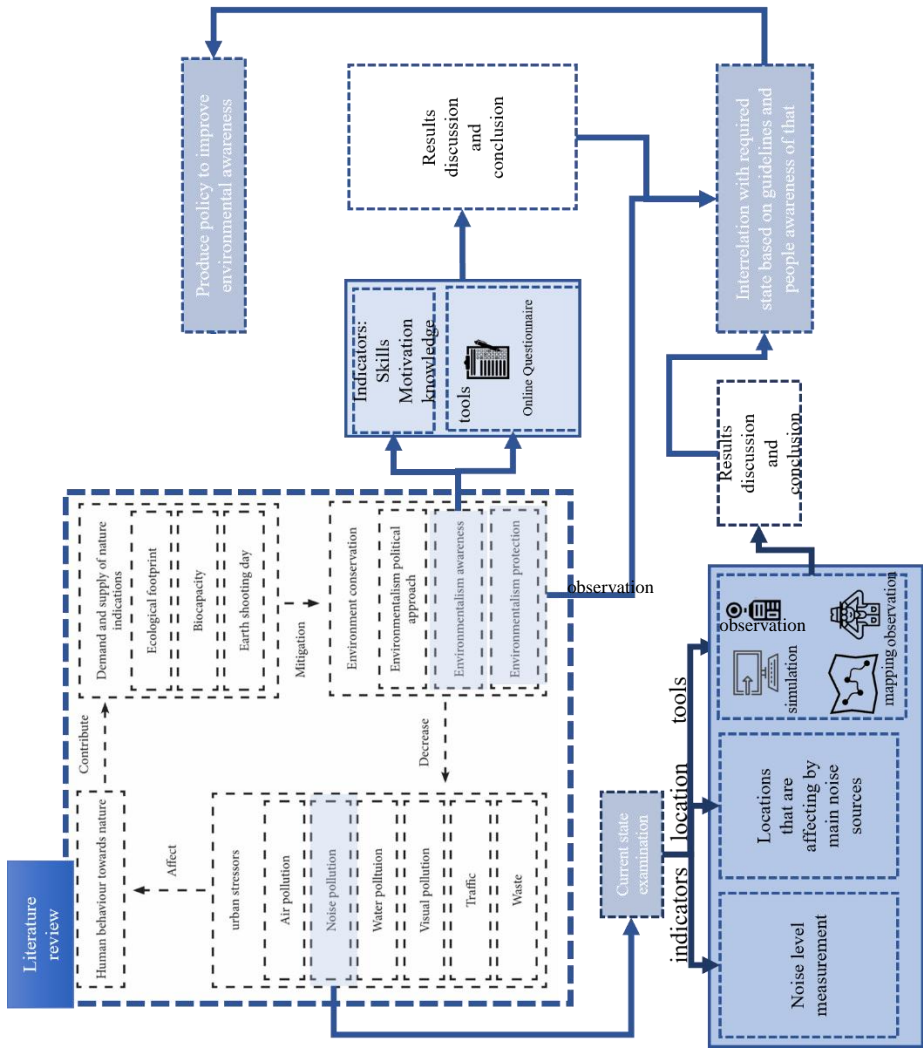 Literature
review
Human behaviour towards nature
Contribute
Demand and supply of nature
indications
Ecological footprint
Biocapacity
Earth shooting day
Affect
Mitigation
urban stressors
Air pollution
Noise pollution
Water polltuion
Visual pollution
Traffic
Waste
Decrease
Environment conservation
Environmentalism political
approach
Environmentalism awareness
Environmentalism protection
Produce policy to improve
environmental awareness
Indicators:
Skills
Motivation
knowledge
tools
Online Questionnaire
Results
discussion
and
conclusion
observation
Current state
examination
indicators
location
tools
Noise level
measurement
Locations
that are
affecting by
main noise
sources
observation
simulation
observation
mapping
Results
discussion
and
conclusion
Interrelation with required
state based on guidelines and
people awareness of that